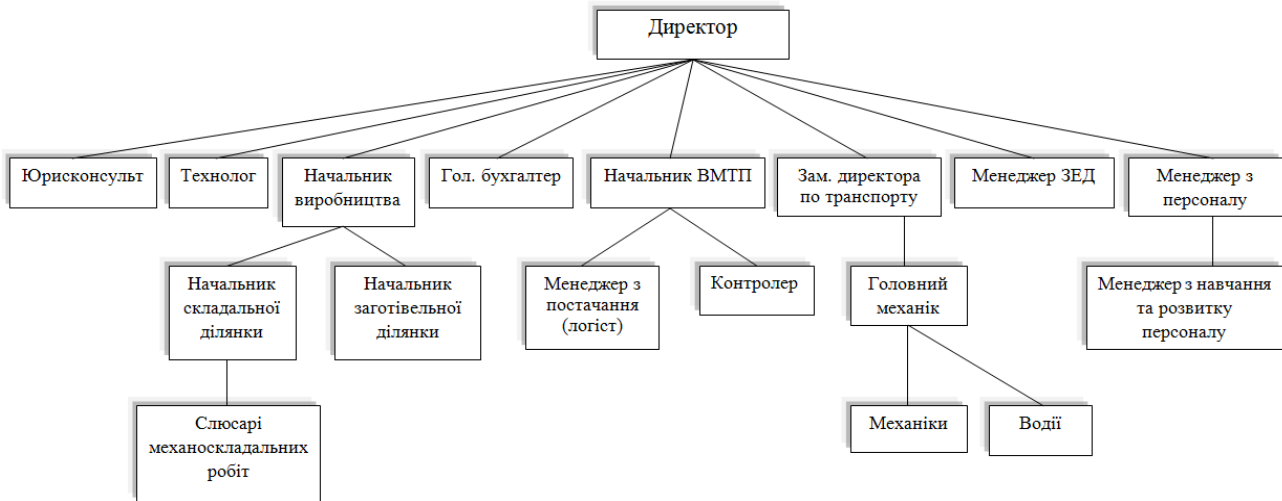 Директор
Юрисконсульт
Технолог
Начальник
виробництва
Гол. бухгалтер
Начальник ВМТП
Зам. директора
по транспорту
Менеджер ЗЕД
Менеджер з
персоналу
Начальник
складальної
ділянки
Начальник
заготівельної
ділянки
Менеджер з
постачання
(логіст)
Контролер
Головний
механік
Менеджер з навчання
та розвитку
персоналу
Слюсарі
механоскладальних
робіт
Механіки
Водії